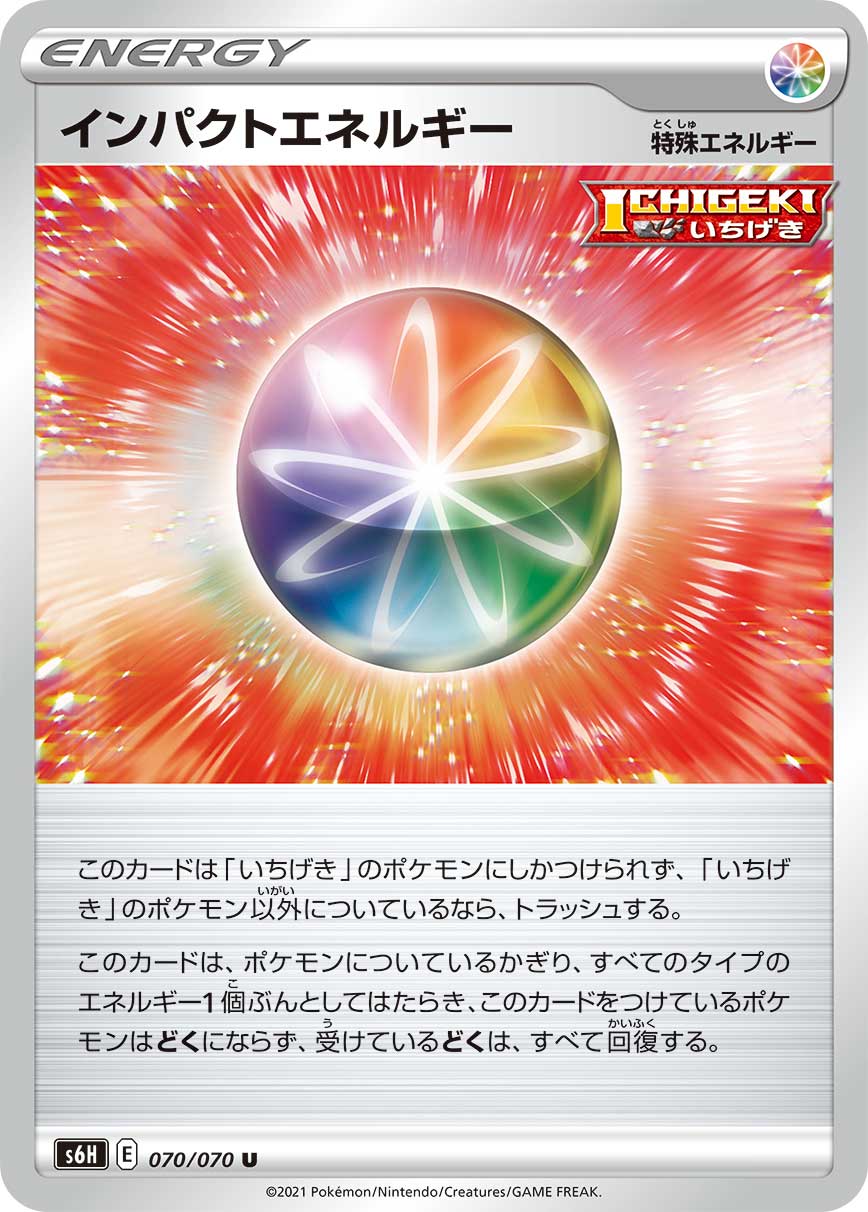 ENERGY
インパクトエネルギー
とくしゅ
特殊エネルギー
ICHIGEKI
いちげき
このカードは「いちげき」のポケモンにしかつけられず、「いちげ
いがい
き」のポケモン以外についているなら、トラッシュする。
このカードは、ポケモンについているかぎり、すべてのタイプの
こ
エネルギー1個ぶんとしてはたらき、このカードをつけているポケ
う かいふく
モンはどくにならず、受けているどくは、すべて回復する。
s6H E 070/070 U
©2021 Pokémon/Nintendo/Creatures/GAME FREAK.